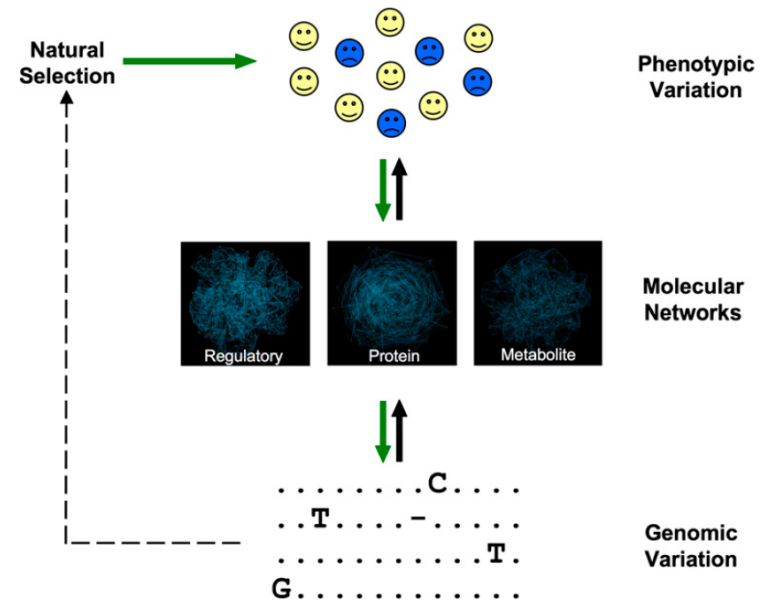 Natural
Selection
Phenotypic
Variation
Regulatory
Protein
Metabolite
Molecular
Networks
........C....
..T....-.....
...........T.
G............
Genomic
Variation